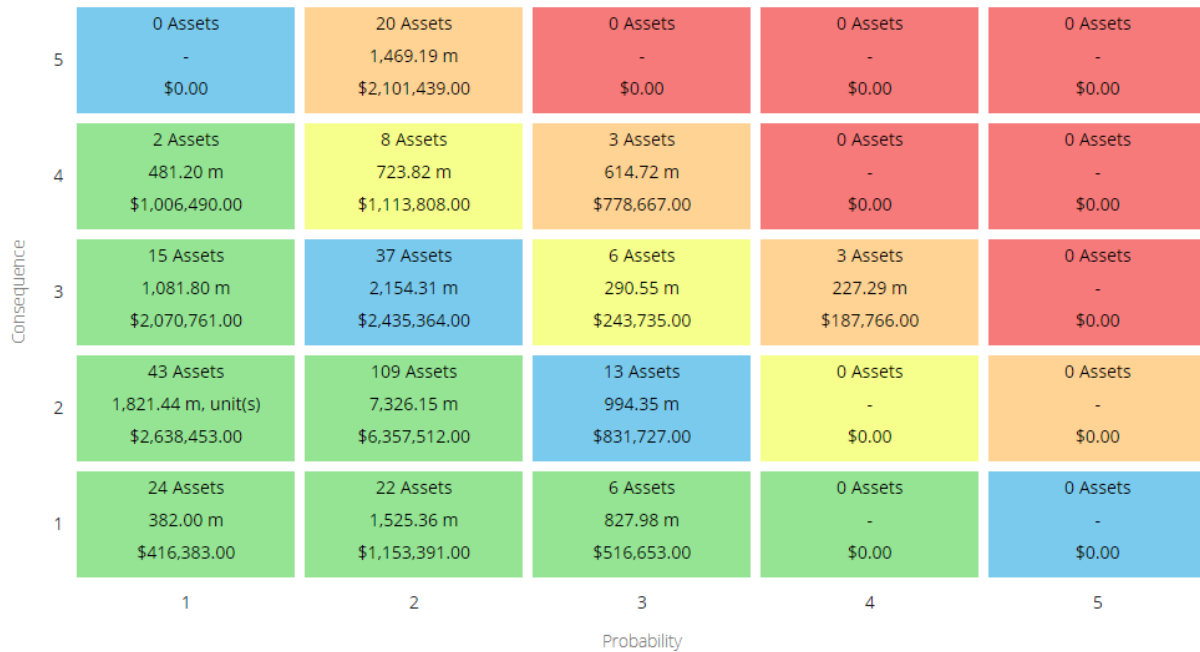 0 Assets
-
$0.00
20 Assets
1,469.19 m
$2,101,439.00
0 Assets
-
$0.00
0 Assets
-
$0.00
0 Assets
-
$0.00
5
2 Assets
481.20 m
$1,006,490.00
8 Assets
723.82 m
$1,113,808.00
3 Assets
614.72 m
$778,667.00
0 Assets
-
$0.00
0 Assets
-
$0.00
4
Consequence
15 Assets
1,081.80 m
$2,070,761.00
37 Assets
2,154.31 m
$2,435,364.00
6 Assets
290.55 m
$243,735.00
3 Assets
227.29 m
$187,766.00
0 Assets
-
$0.00
3
43 Assets
1,821.44 m, unit(s)
$2,638,453.00
109 Assets
7,326.15 m
$6,357,512.00
13 Assets
994.35 m
$831,727.00
0 Assets
-
$0.00
0 Assets
-
$0.00
2
24 Assets
382.00 m
$416,383.00
22 Assets
1,525.36 m
$1,153,391.00
6 Assets
827.98 m
$516,653.00
0 Assets
-
$0.00
0 Assets
-
$0.00
1
1
2
3
4
5
Probability